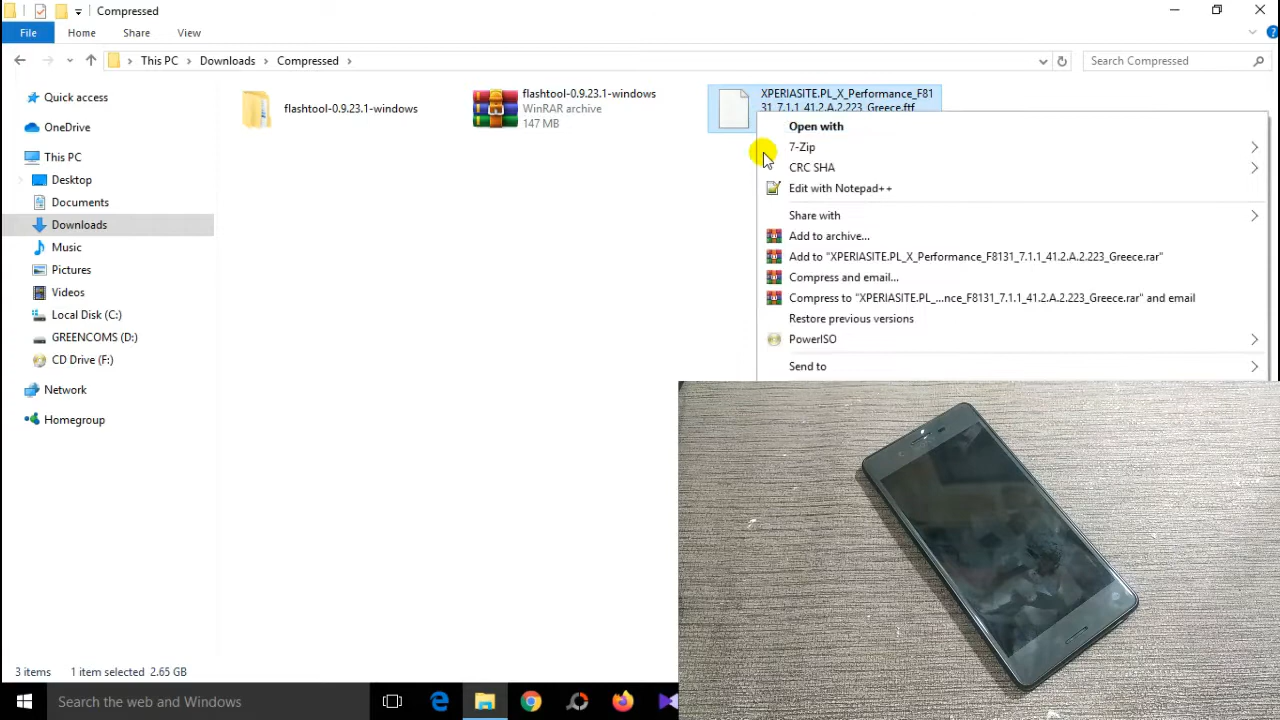 Compressed
File
Home
Share
View
This PC
Downloads
Compressed
Search Compressed
Quick access
OneDrive
This PC
Desktop
Documents
Downloads
Music
Pictures
Videos
Local Disk (C:)
GREENCOMS (D:)
CD Drive (F:)
Network
Homegroup
flashtool-0.9.23.1-windows
flashtool-0.9.23.1-windows
WinRAR archive
147 MB
XPERIASITE.PL_X_Performance_F81
31_7.1.1_41.2.A.2.223_Greece.ftf
Open with
7-Zip
CRC SHA
Edit with Notepad++
Share with
Add to archive...
Add to "XPERIASITE.PL_X_Performance_F8131_7.1.1_41.2.A.2.223_Greece.rar"
Compress and email...
Compress to "XPERIASITE.PL_...nce_F8131_7.1.1_41.2.A.2.223_Greece.rar" and email
Restore previous versions
PowerISO
Send to
3 items
1 item selected 2.65 GB
Search the web and Windows